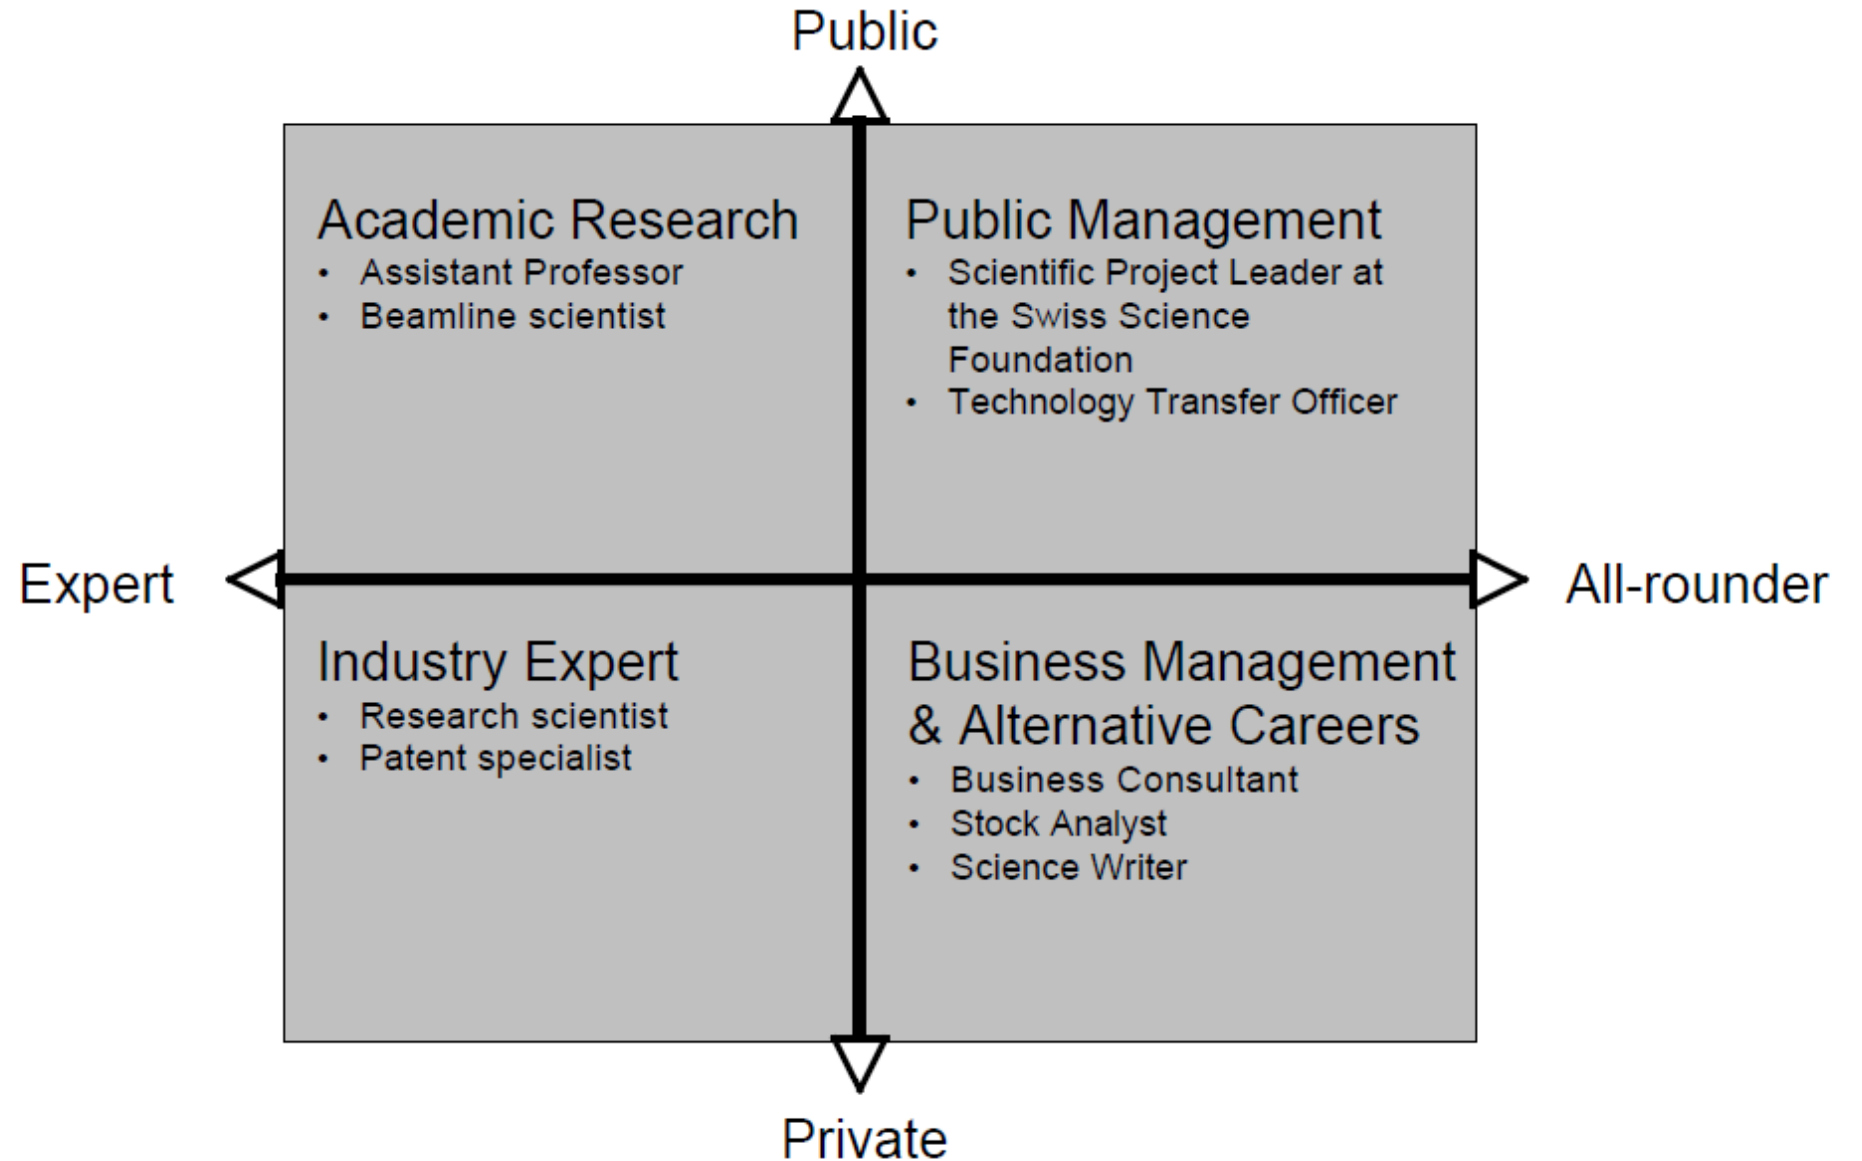 Public
Academic Research
• Assistant Professor
• Beamline scientist
Public Management
• Scientific Project Leader at
the Swiss Science
Foundation
• Technology Transfer Officer
Expert
All-rounder
Industry Expert
• Research scientist
• Patent specialist
Business Management
& Alternative Careers
• Business Consultant
• Stock Analyst
• Science Writer
Private